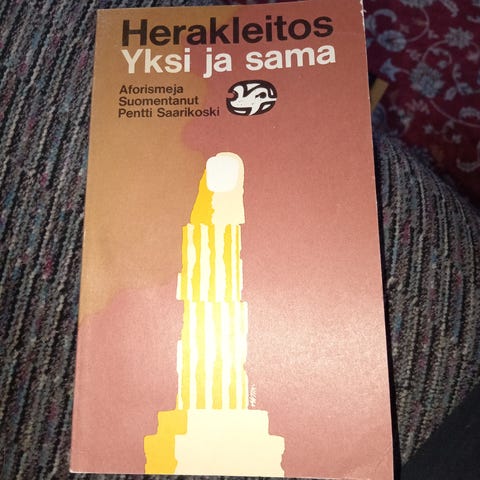 Herakleitos
Yksi ja sama
Aforismeja
Suomentanut
Pentti Saarikoski